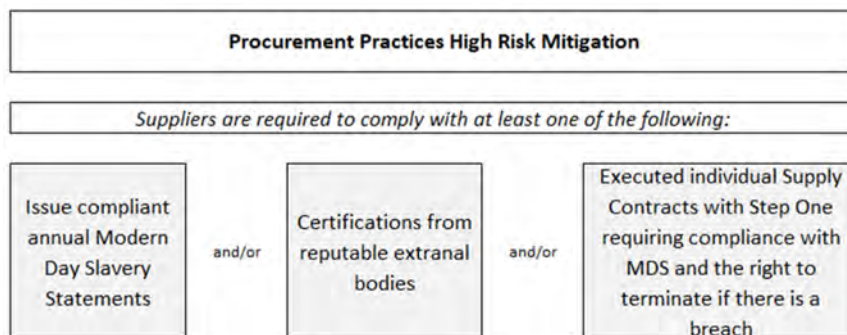 Procurement Practices High Risk Mitigation
Suppliers are required to comply with at least one of the following:
Issue compliant
annual Modern
Day Slavery
Statements
and/or
Certifications from
reputable extranal
bodies
and/or
Executed individual Supply
Contracts with Step One
requiring compliance with
MDS and the right to
terminate if there is a
breach